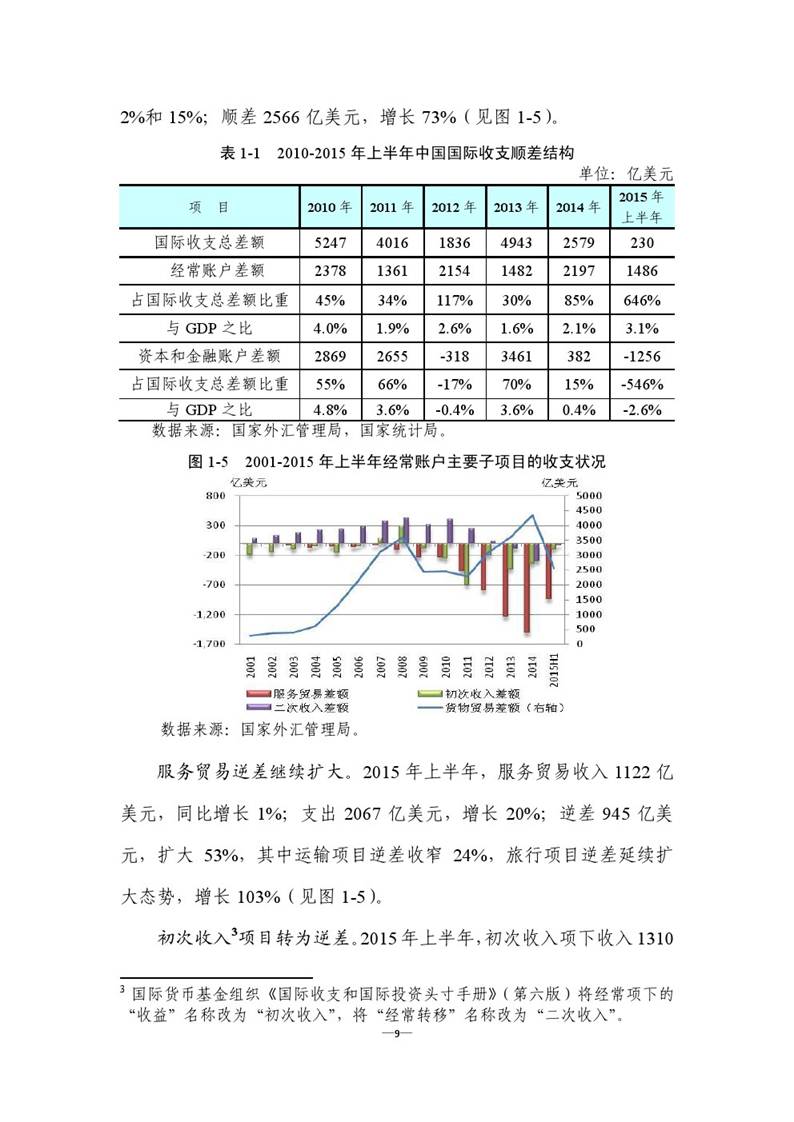 2%和 15%；顺差 2566 亿美元，增长 73%（见图 1-5）。
表 1-1 2010-2015 年上半年中国国际收支顺差结构
单位：亿美元
项 目 2010 年 2011 年 2012 年 2013 年 2014 年 2015 年上半年
国际收支总差额 5247 4016 1836 4943 2579 230
经常账户差额 2378 1361 2154 1482 2197 1486
占国际收支总差额比重 45% 34% 117% 30% 85% 646%
与 GDP 之比 4.0% 1.9% 2.6% 1.6% 2.1% 3.1%
资本和金融账户差额 2869 2655 -318 3461 382 -1256
占国际收支总差额比重 55% 66% -17% 70% 15% -546%
与 GDP 之比 4.8% 3.6% -0.4% 3.6% 0.4% -2.6%
数据来源：国家外汇管理局，国家统计局。
图 1-5 2001-2015 年上半年经常账户主要子项目的收支状况
亿美元 亿美元
800 5000
4500
300 4000
3500
-200 3000
2500
-700 2000
1500
-1,200 1000
500
-1,700 0
2001 2002 2003 2004 2005 2006 2007 2008 2009 2010 2011 2012 2013 2014 2015H1
服务贸易差额 初次收入差额
二次收入差额 货物贸易差额（右轴）
数据来源：国家外汇管理局。
服务贸易逆差继续扩大。2015 年上半年，服务贸易收入 1122 亿
美元，同比增长 1%；支出 2067 亿美元，增长 20%；逆差 945 亿美
元，扩大 53%，其中运输项目逆差收窄 24%，旅行项目逆差延续扩
大态势，增长 103%（见图 1-5）。
初次收入3项目转为逆差。2015 年上半年，初次收入项下收入 1310
3 国际货币基金组织《国际收支和国际投资头寸手册》（第六版）将经常项下的
“收益”名称改为“初次收入”，将“经常转移”名称改为“二次收入”。
—9—